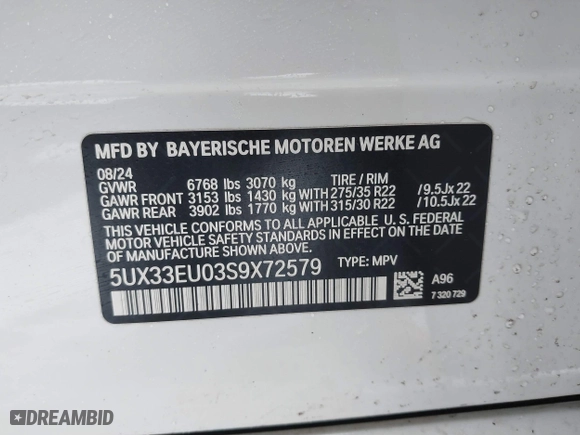 MFD BY BAYERISCHE MOTOREN WERKE AG
08/24
GVWR 6768 lbs 3070 kg TIRE / RIM
GAWR FRONT 3153 lbs 1430 kg WITH 275/35 R22 / 9.5Jx 22
GAWR REAR 3902 lbs 1770 kg WITH 315/30 R22 / 10.5Jx 22
THIS VEHICLE CONFORMS TO ALL APPLICABLE U. S. FEDERAL
MOTOR VEHICLE SAFETY STANDARDS IN EFFECT ON THE DATE
OF MANUFACTURE SHOWN ABOVE.
5UX33EU03S9X72579 TYPE: MPV
A96
7 320 729
DREAMBID